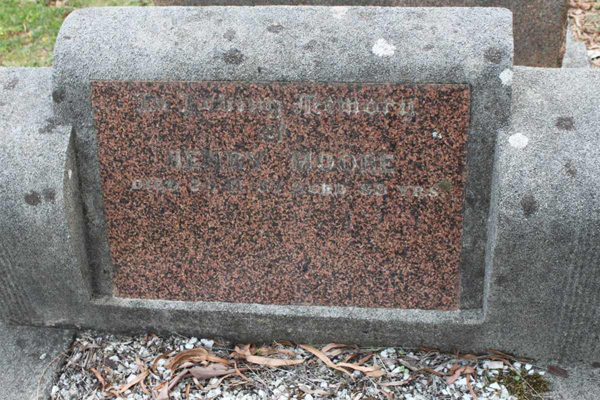 In Loving Memory
of
HENRY MOORE
DIED AGED YRS